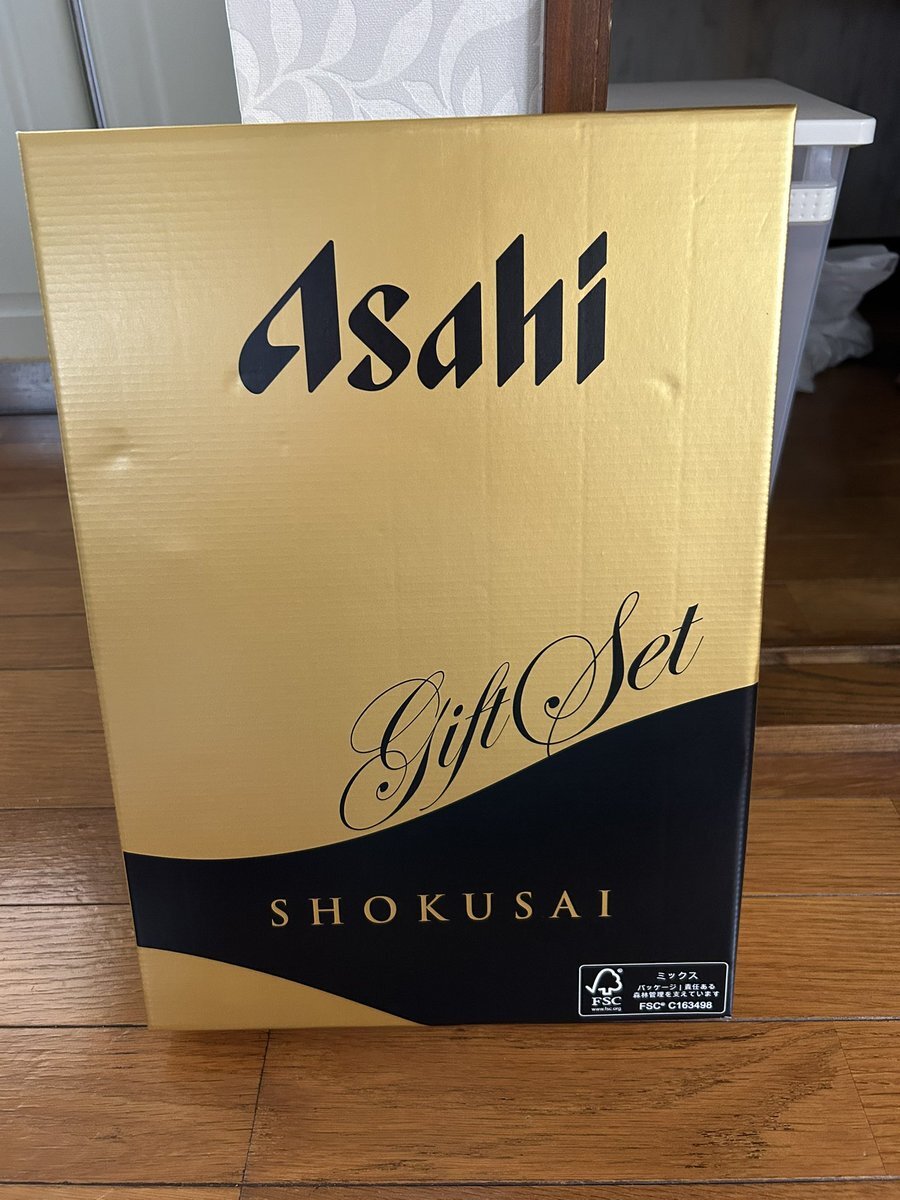 Asahi
Gift Set
SHOKUSAI
FSC
www.fsc.org
ミックス
パッケージ | 責任ある
森林管理を支えています
FSC® C163498